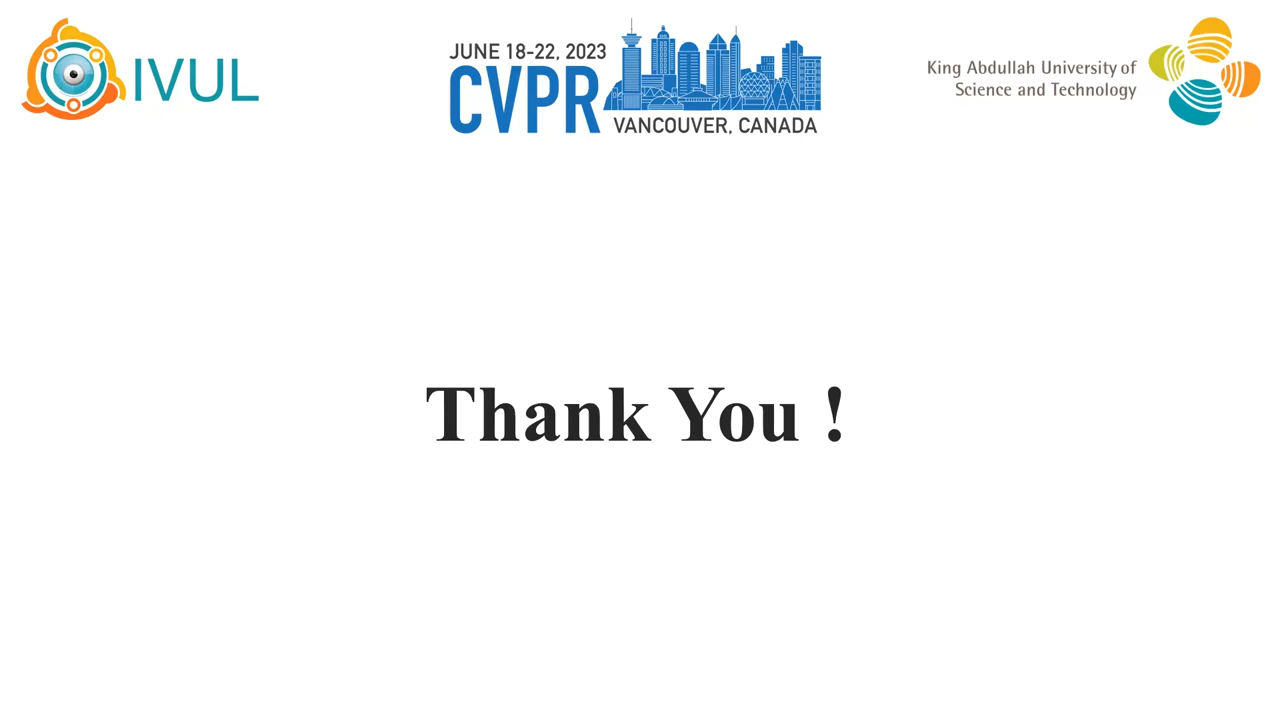 IVUL
JUNE 18-22, 2023
CVPR
VANCOUVER, CANADA
King Abdullah University of
Science and Technology
Thank You !